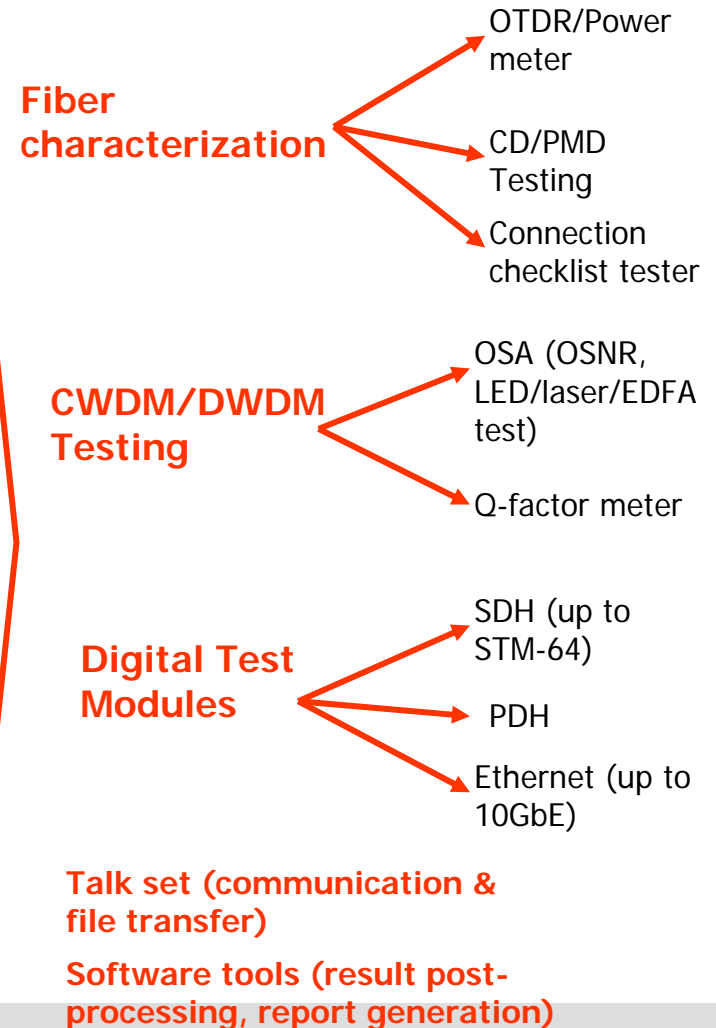 Fiber
characterization
OTDR/Power
meter
CD/PMD
Testing
Connection
checklist tester
CWDM/DWDM
Testing
OSA (OSNR,
LED/laser/EDFA
test)
Q-factor meter
Digital Test
Modules
SDH (up to
STM-64)
PDH
Ethernet (up to
10GbE)
Talk set (communication &
file transfer)
Software tools (result post-
processing, report generation)